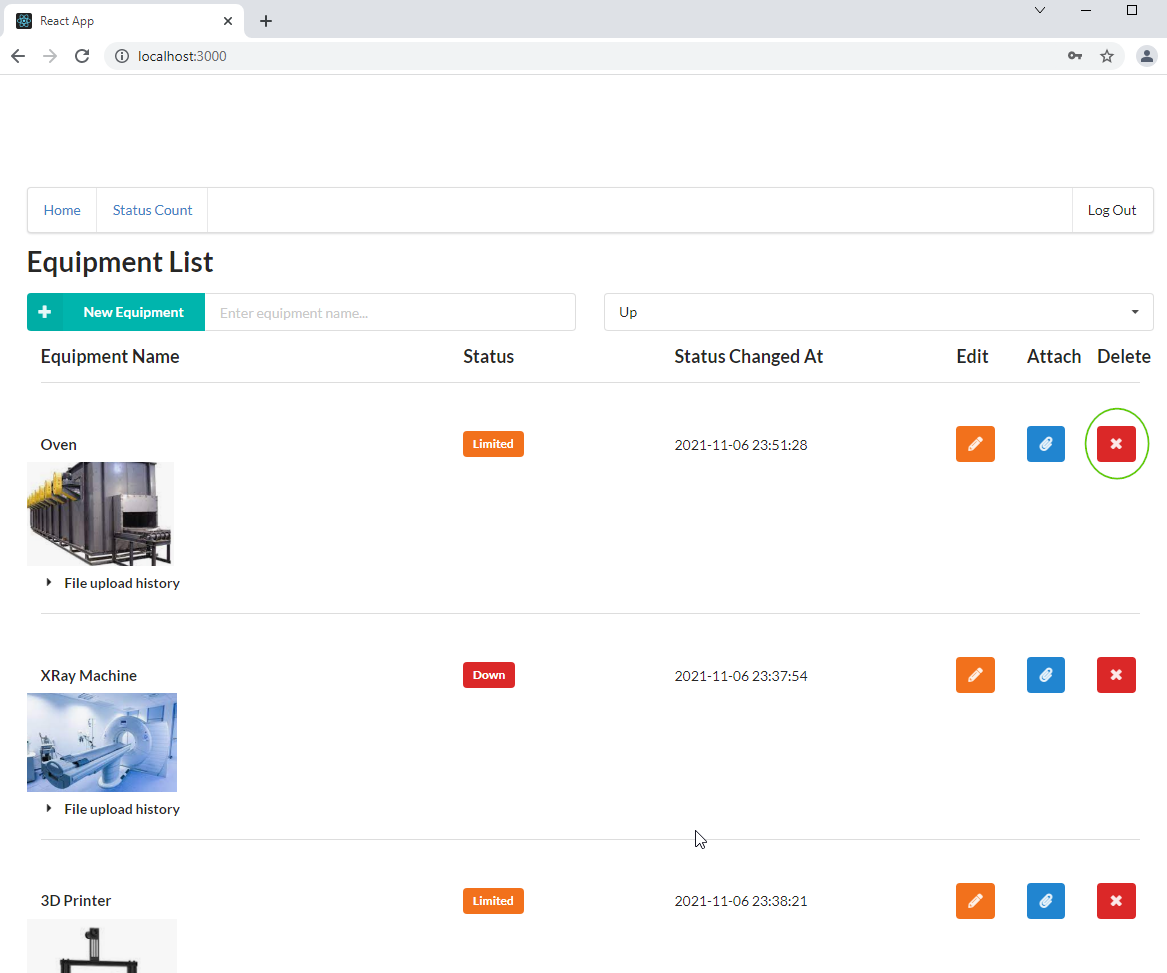 React App
localhost:3000
Home Status Count Log Out
Equipment List
New Equipment Enter equipment name... Up
Equipment Name Status Status Changed At Edit Attach Delete
Oven Limited 2021-11-06 23:51:28
File upload history
XRay Machine Down 2021-11-06 23:37:54
File upload history
3D Printer Limited 2021-11-06 23:38:21